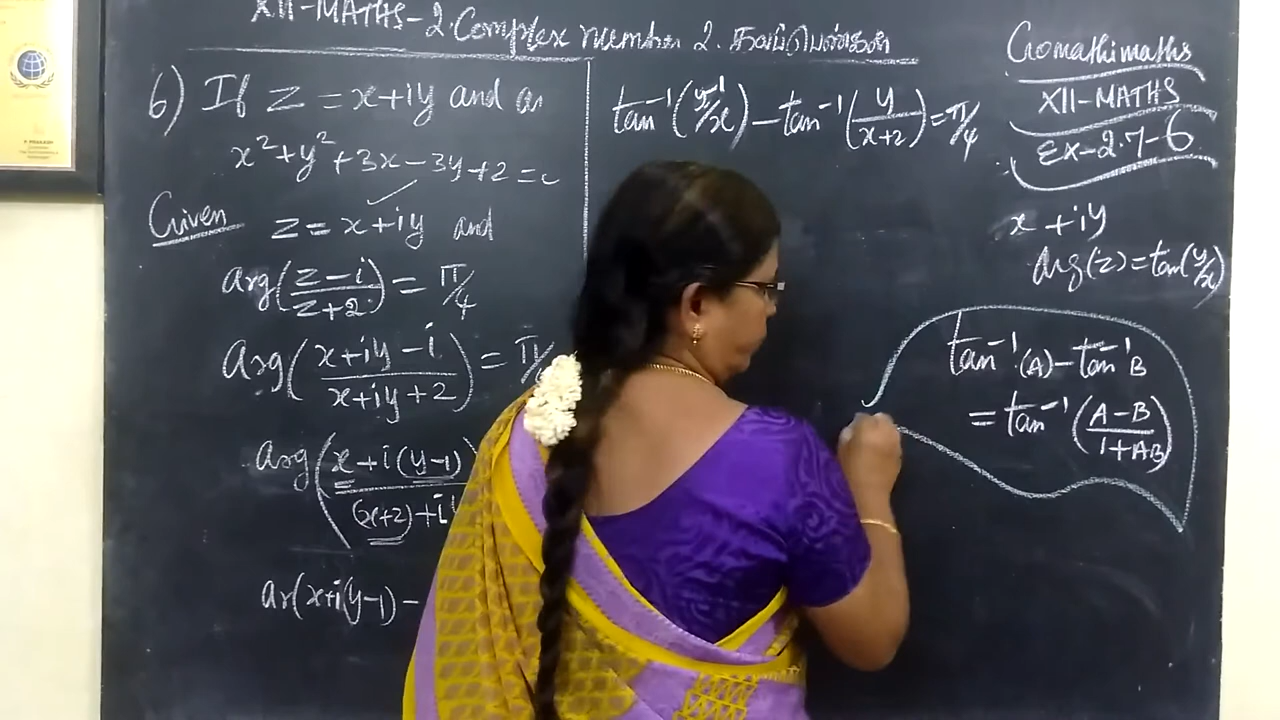 XII-MATHS-2.Complex number 2. கலப்பெண்கள்
6) If z = x+iy and ar
x²+y²+3x-3y+2=0
Given z = x+iy and
arg((z-i)/(z+2)) = π/4
arg((x+iy-i)/(x+iy+2)) = π/
arg((x+i(y-1))/((x+2)+i
ar(x+i(y-1) -
tan⁻¹((y-1)/x) - tan⁻¹(y/(x+2)) = π/4
Gomathimaths
XII-MATHS
Ex-2.7-6
x+iy
arg(z)=tan(y/x)
tan⁻¹(A)-tan⁻¹B
= tan⁻¹((A-B)/(1+AB))